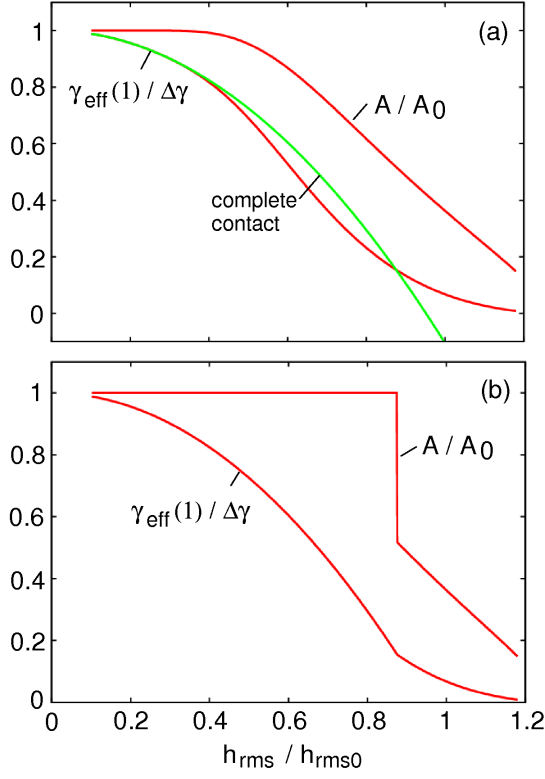 (a)
1
0.8
0.6
0.4
0.2
0
γeff(1) / Δγ
A / A0
complete
contact
(b)
1
0.8
0.6
0.4
0.2
0
A / A0
γeff(1) / Δγ
0 0.2 0.4 0.6 0.8 1 1.2
hrms / hrms0